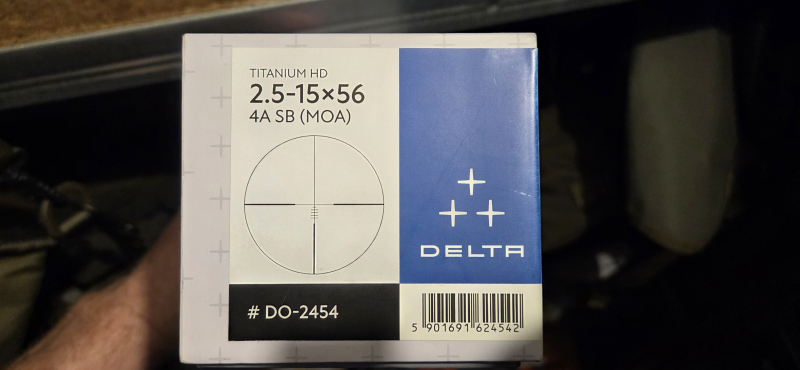 TITANIUM HD
2.5-15×56
4A SB (MOA)
DELTA
# DO-2454
5 901691 624542